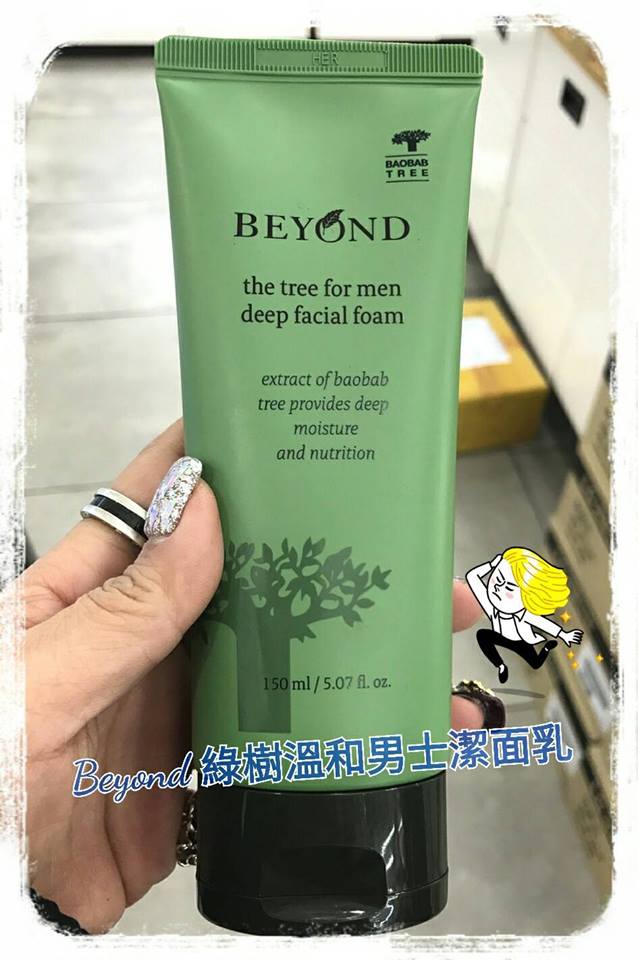 HER
BAOBAB
TREE
BEYOND
the tree for men
deep facial foam
extract of baobab
tree provides deep
moisture
and nutrition
150 ml / 5.07 fl. oz.
Beyond 綠樹溫和男士潔面乳